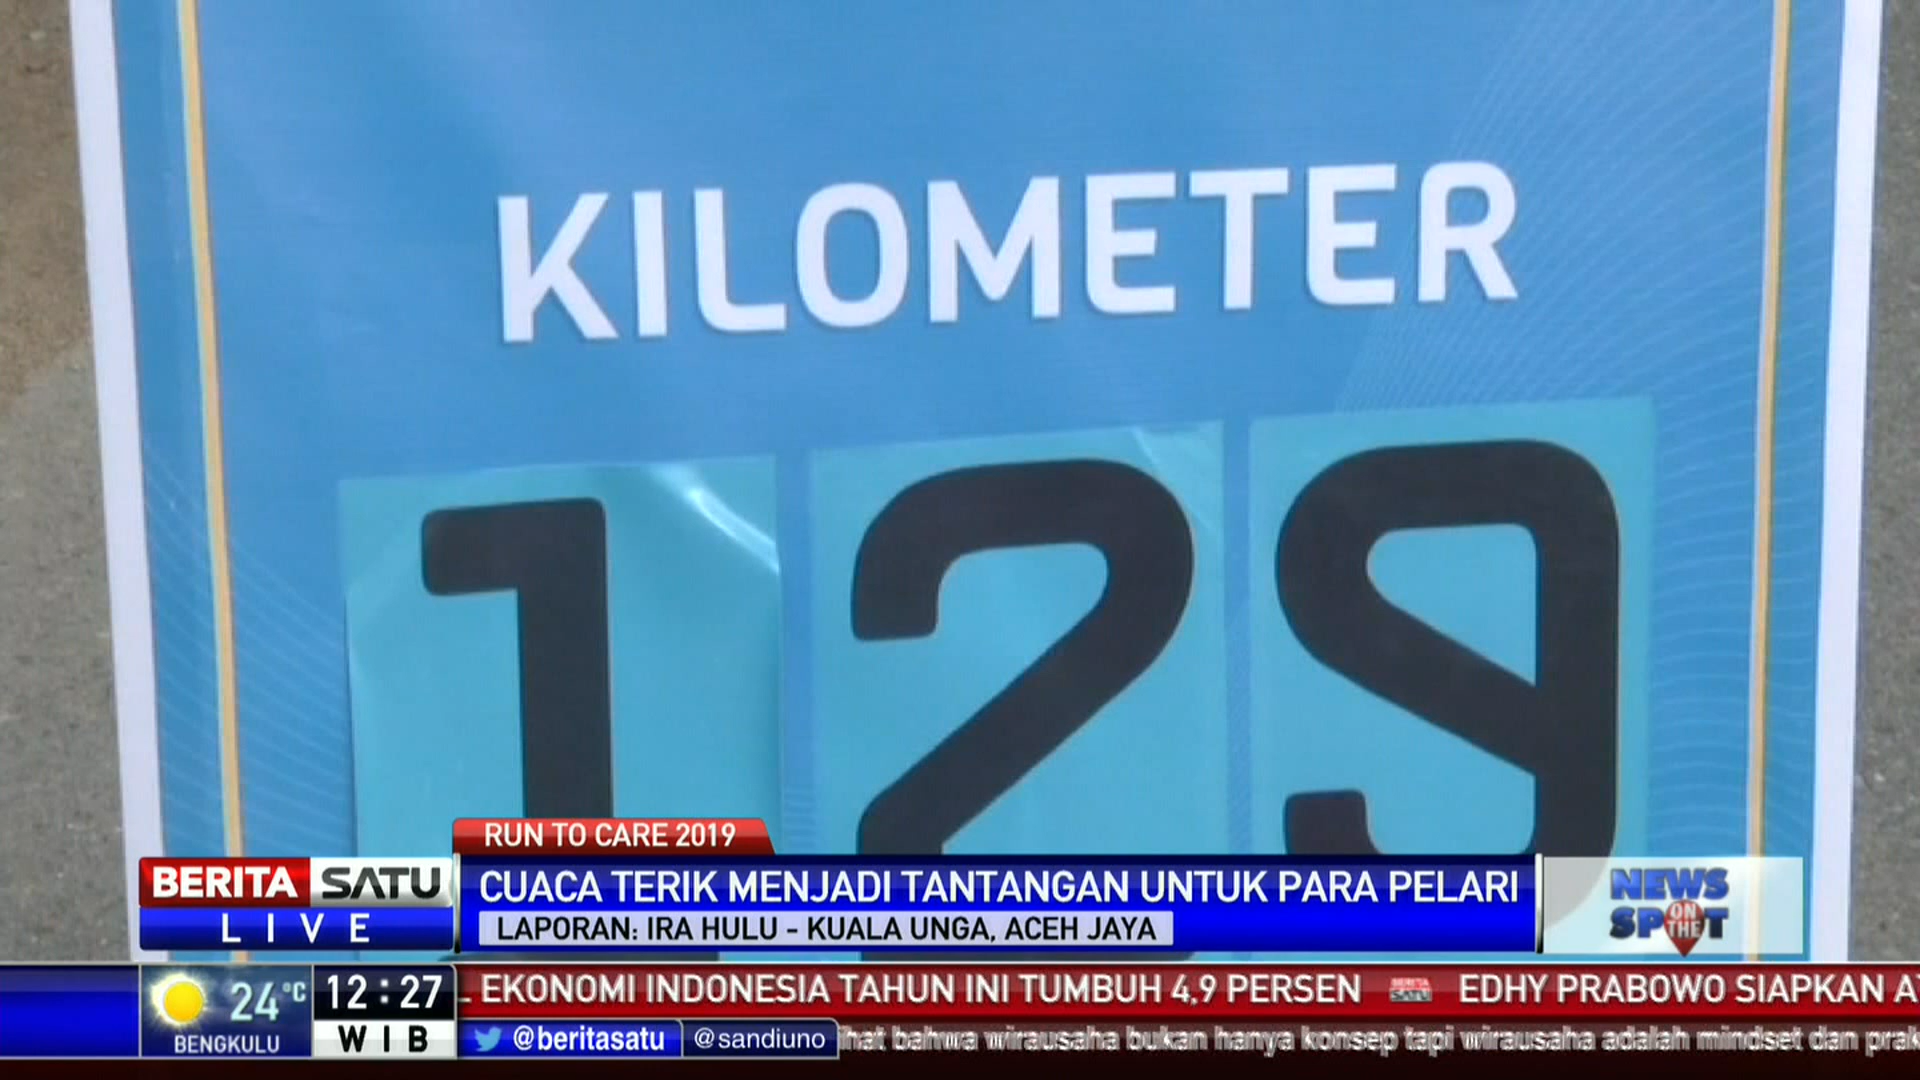 KILOMETER
129
RUN TO CARE 2019
BERITA SATU
LIVE
CUACA TERIK MENJADI TANTANGAN UNTUK PARA PELARI
LAPORAN: IRA HULU - KUALA UNGA, ACEH JAYA
NEWS
ON THE
SPOT
24°C
BENGKULU
12:27
WIB
EKONOMI INDONESIA TAHUN INI TUMBUH 4,9 PERSEN BERITA SATU EDHY PRABOWO SIAPKAN
@beritasatu @sandiuno bahwa wirausaha bukan hanya konsep tapi wirausaha adalah mindset dan